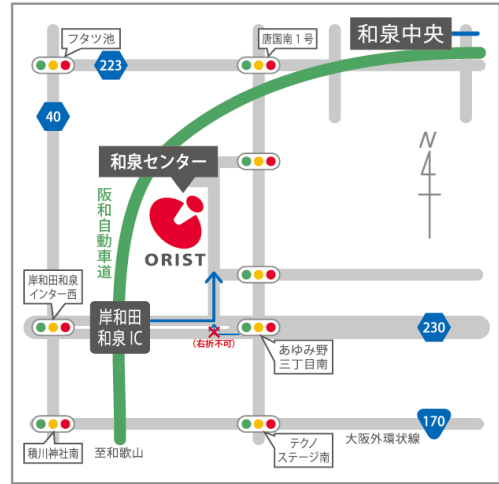 フタツ池
唐国南1号
和泉中央
223
40
N
和泉センター
阪和自動車道
ORIST
岸和田和泉
インター西
岸和田
和泉IC
(右折不可)
230
あゆみ野
三丁目南
170
大阪外環状線
積川神社南
至和歌山
テクノ
ステージ南